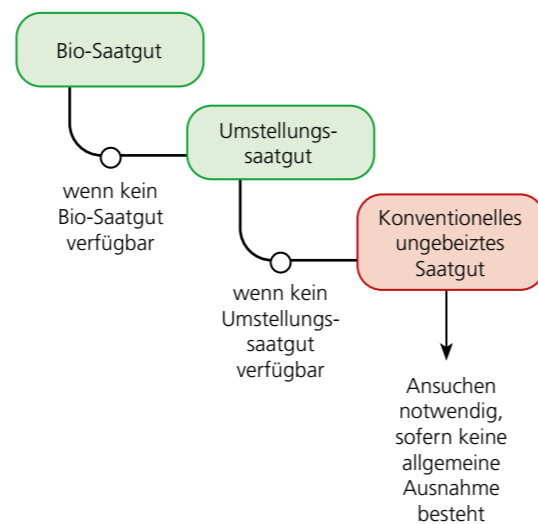 Bio-Saatgut
wenn kein
Bio-Saatgut
verfügbar
Umstellungs-
saatgut
wenn kein
Umstellungs-
saatgut
verfügbar
Konventionelles
ungebeiztes
Saatgut
Ansuchen
notwendig,
sofern keine
allgemeine
Ausnahme
besteht